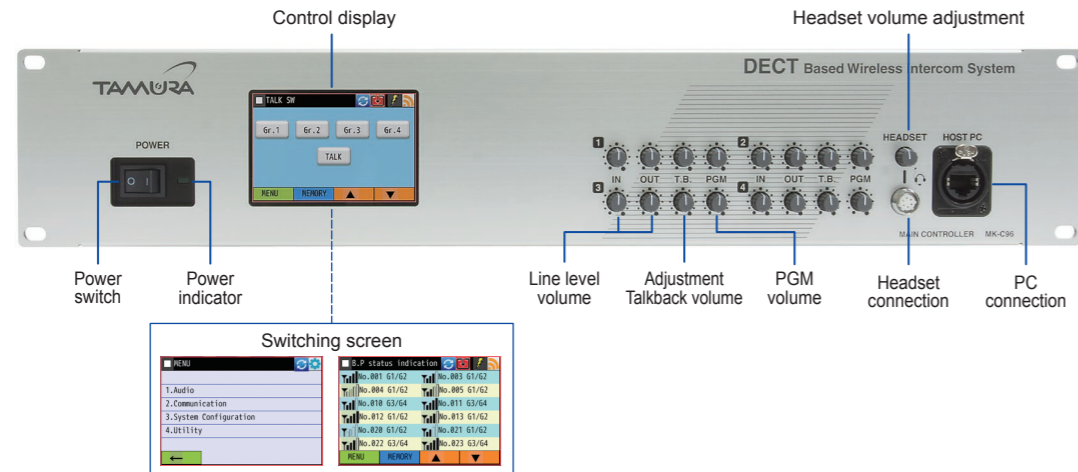 Control display
Headset volume adjustment
TAMURA
DECT Based Wireless Intercom System
TALK SW
Gr.1 Gr.2 Gr.3 Gr.4
TALK
MENU MEMORY
POWER
O I
HEADSET HOST PC
1 2
IN OUT T.B. PGM IN OUT T.B. PGM
3 4
MAIN CONTROLLER MK-C96
Power switch
Power indicator
Line level volume
Adjustment Talkback volume
PGM volume
Headset connection
PC connection
Switching screen
MENU
1.Audio
2.Communication
3.System Configuration
4.Utility
B.P status indication
No.001 G1/G2 No.003 G1/G2
No.004 G1/G2 No.005 G1/G2
No.010 G3/G4 No.011 G3/G4
No.012 G1/G2 No.013 G1/G2
No.020 G1/G2 No.021 G1/G2
No.022 G3/G4 No.023 G3/G4
MENU MEMORY